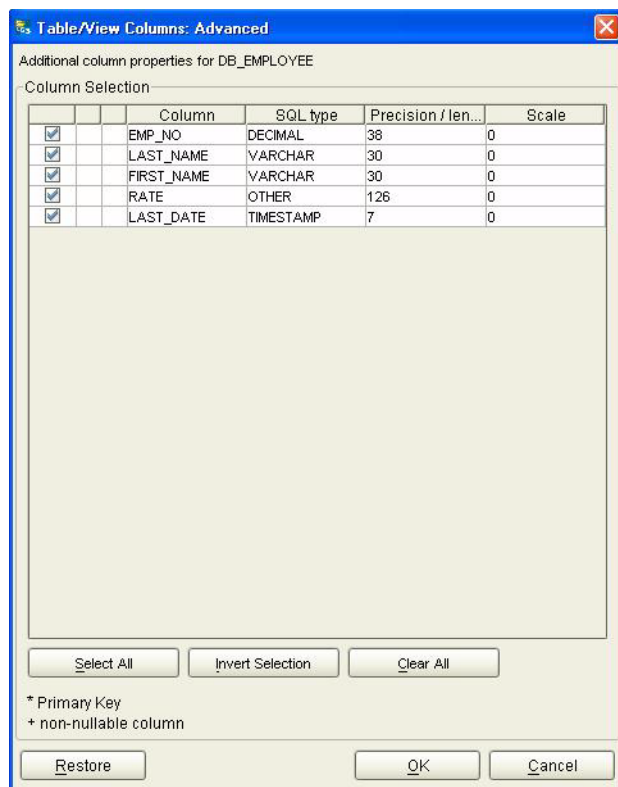 Table/View Columns: Advanced
Additional column properties for DB_EMPLOYEE
Column Selection
Column SQL type Precision / len... Scale
EMP_NO DECIMAL 38 0
LAST_NAME VARCHAR 30 0
FIRST_NAME VARCHAR 30 0
RATE OTHER 126 0
LAST_DATE TIMESTAMP 7 0
Select All Invert Selection Clear All
* Primary Key
+ non-nullable column
Restore OK Cancel